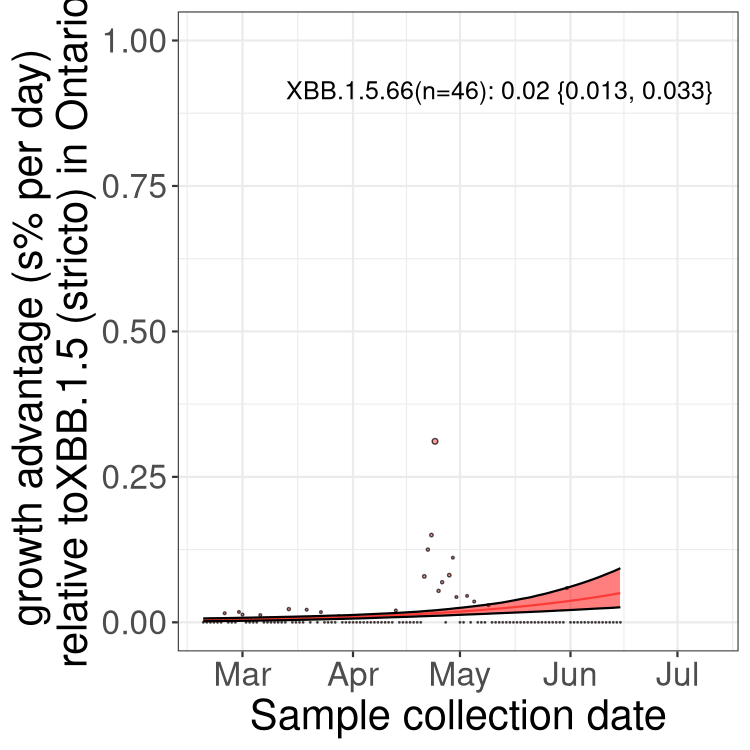 growth advantage (s% per day)
relative toXBB.1.5 (stricto) in Ontario
1.00
0.75
0.50
0.25
0.00
XBB.1.5.66(n=46): 0.02 {0.013, 0.033}
Mar Apr May Jun Jul
Sample collection date